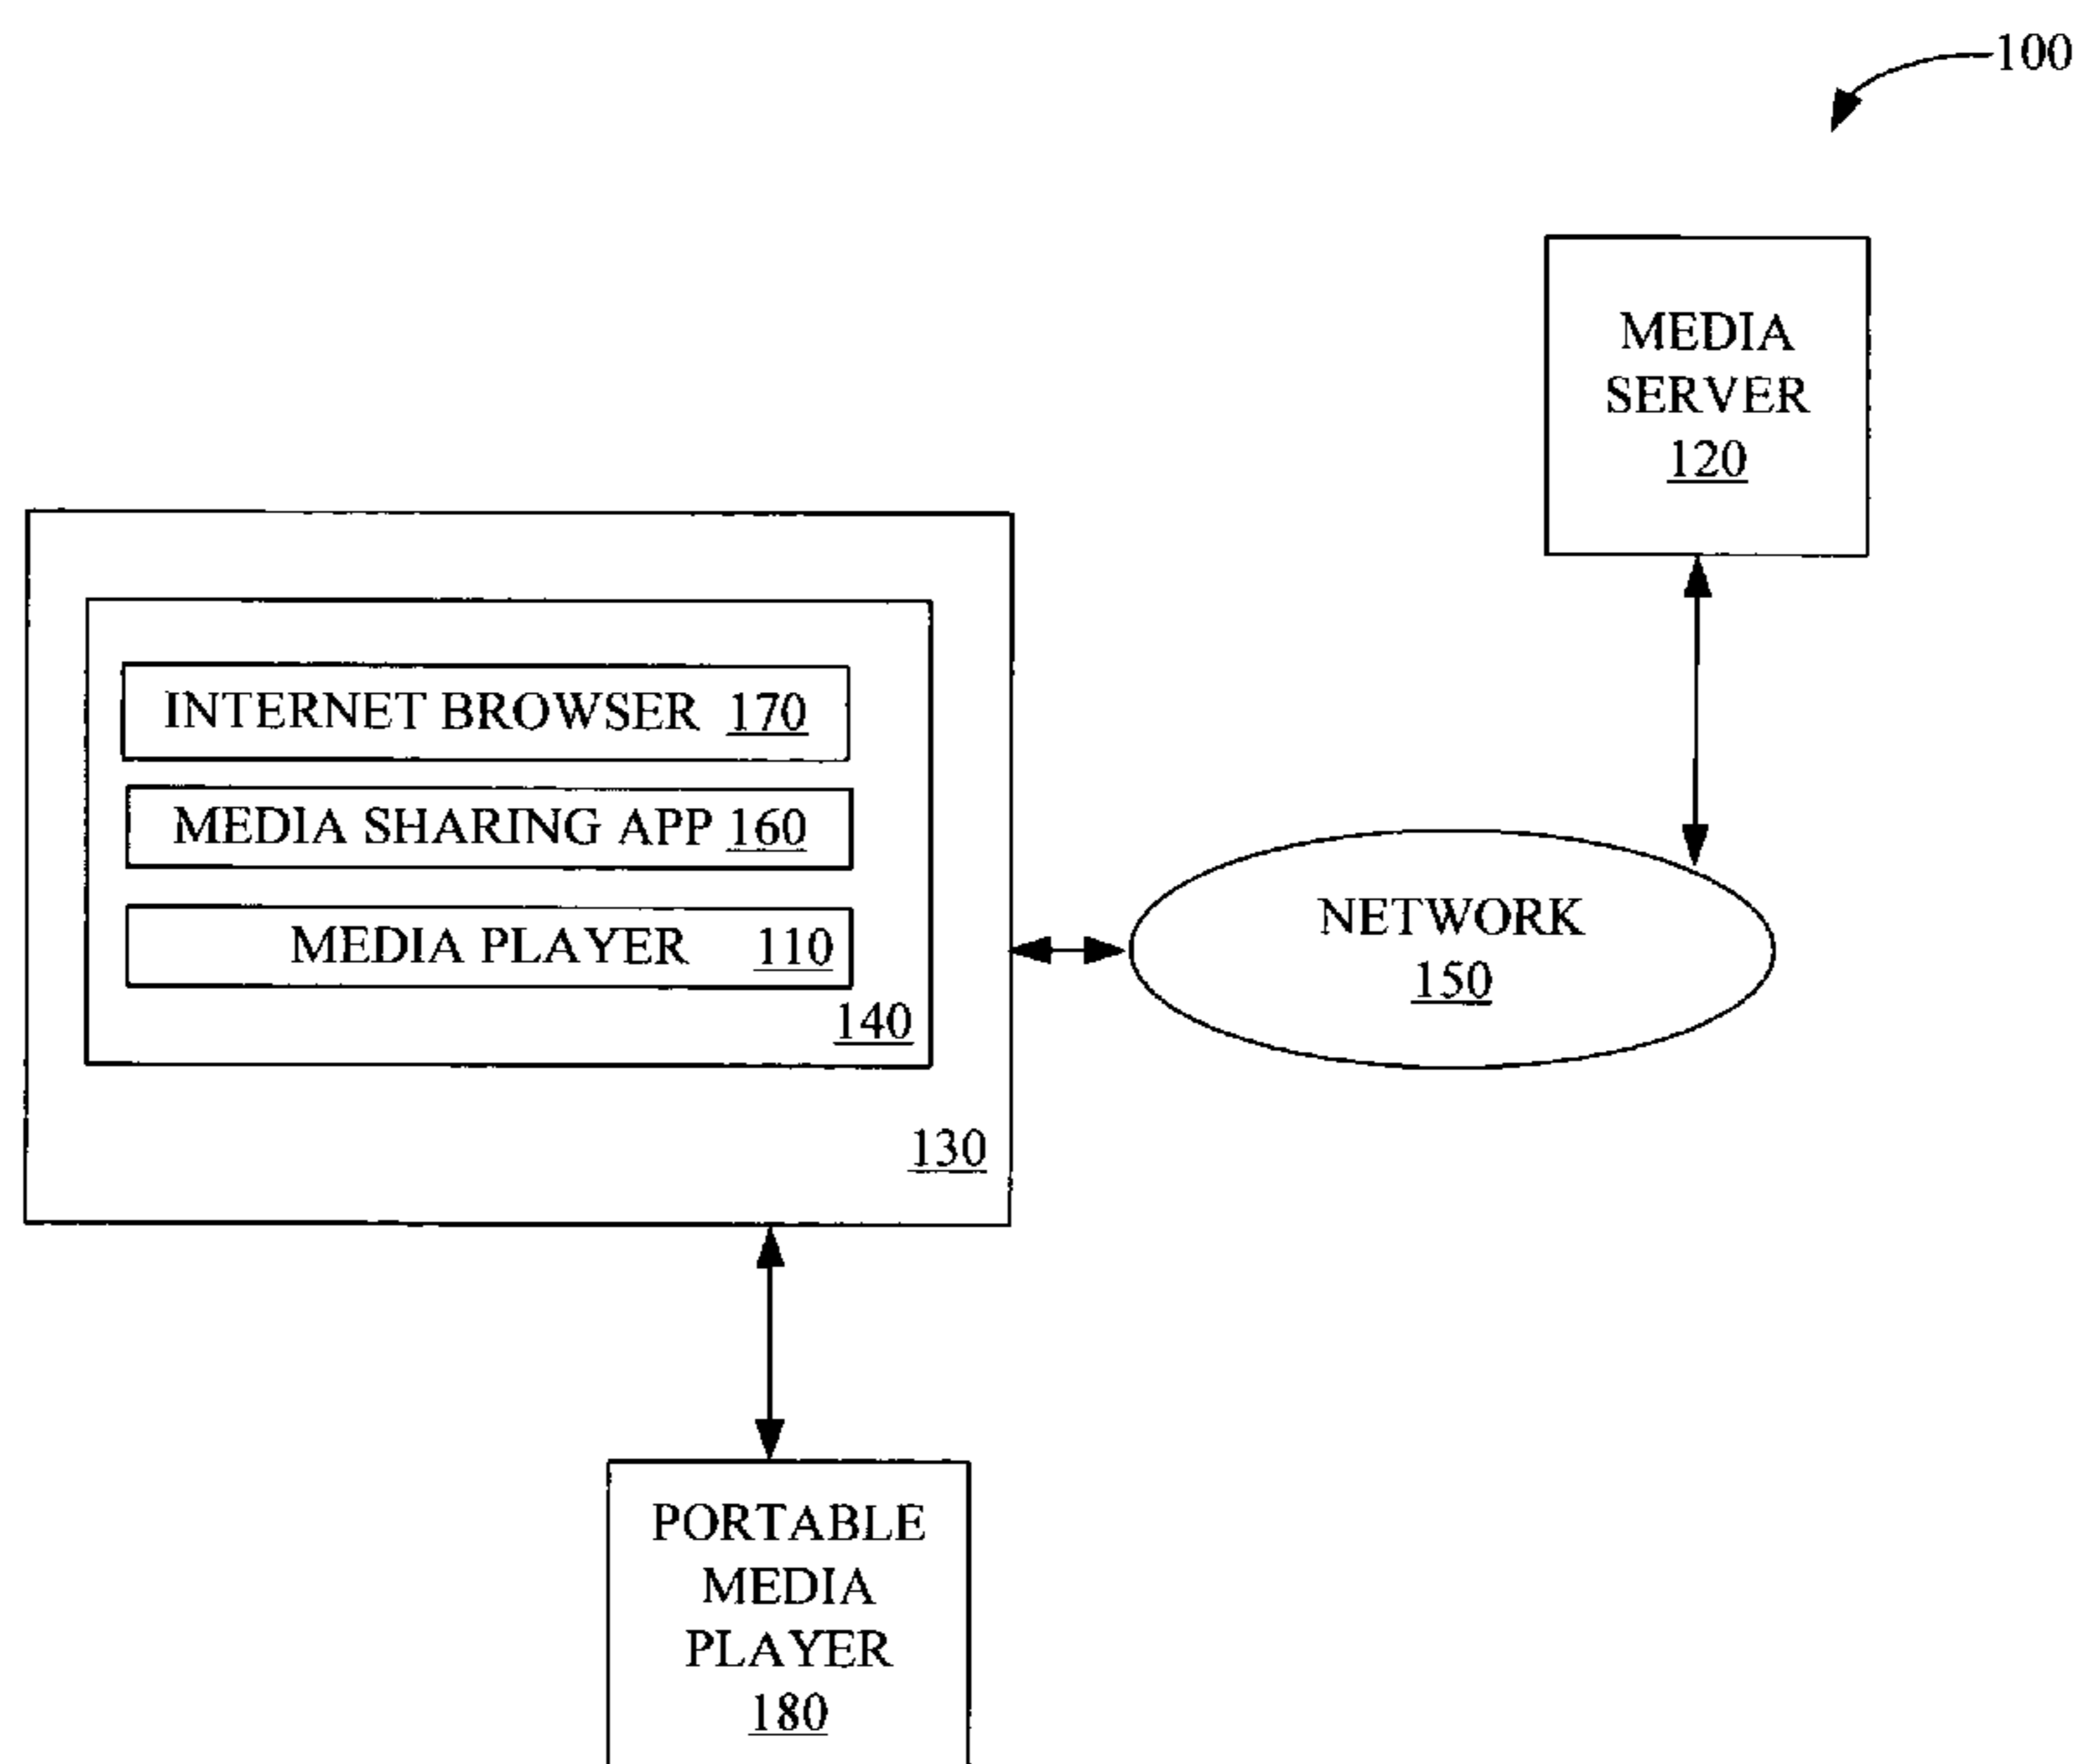 100
MEDIA
SERVER
120
INTERNET BROWSER 170
MEDIA SHARING APP 160
MEDIA PLAYER 110
140
130
NETWORK
150
PORTABLE
MEDIA
PLAYER
180